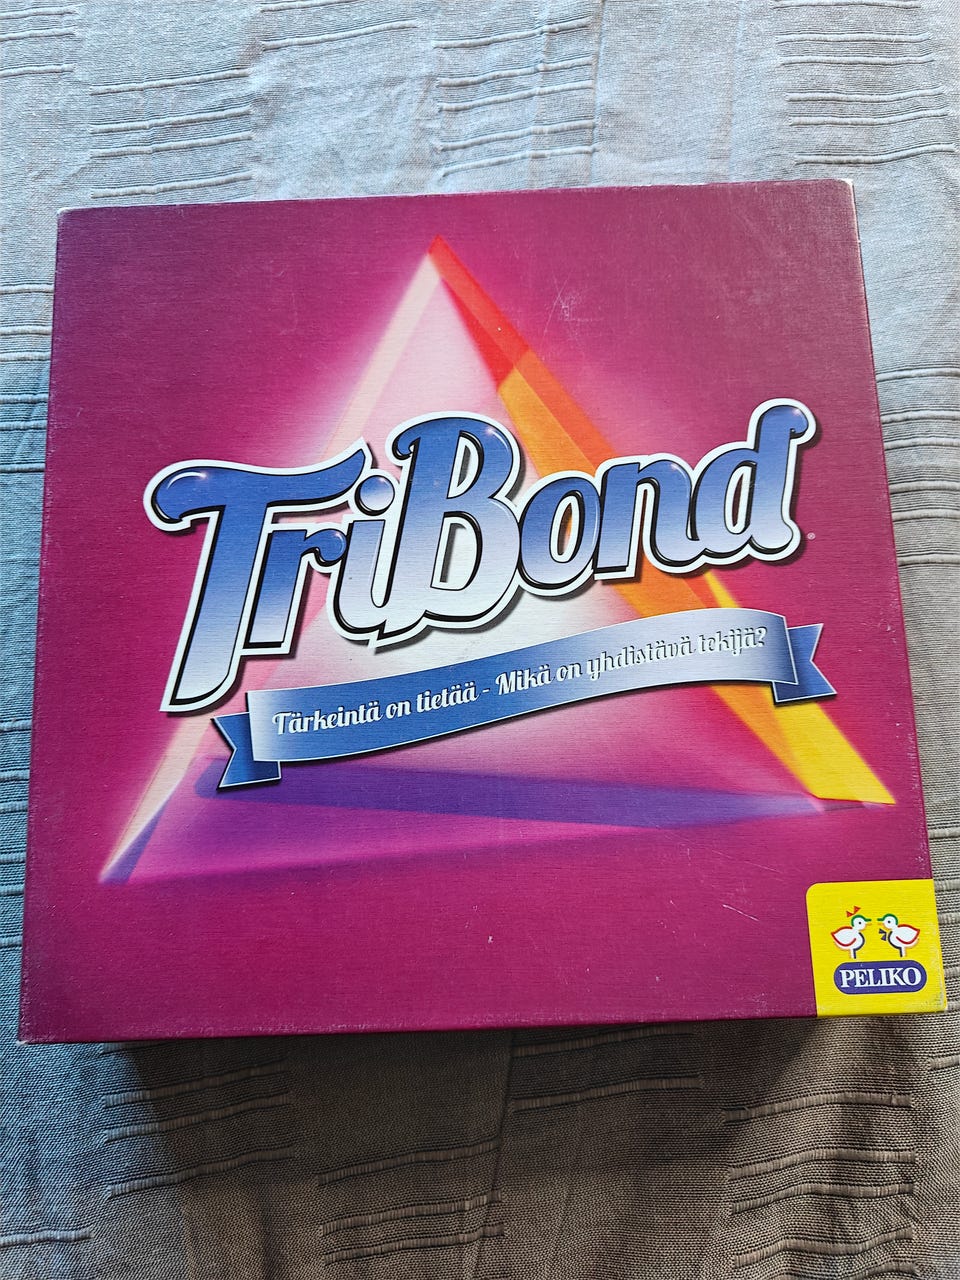 TriBond®
Tärkeintä on tietää - Mikä on yhdistävä tekijä?
PELIKO